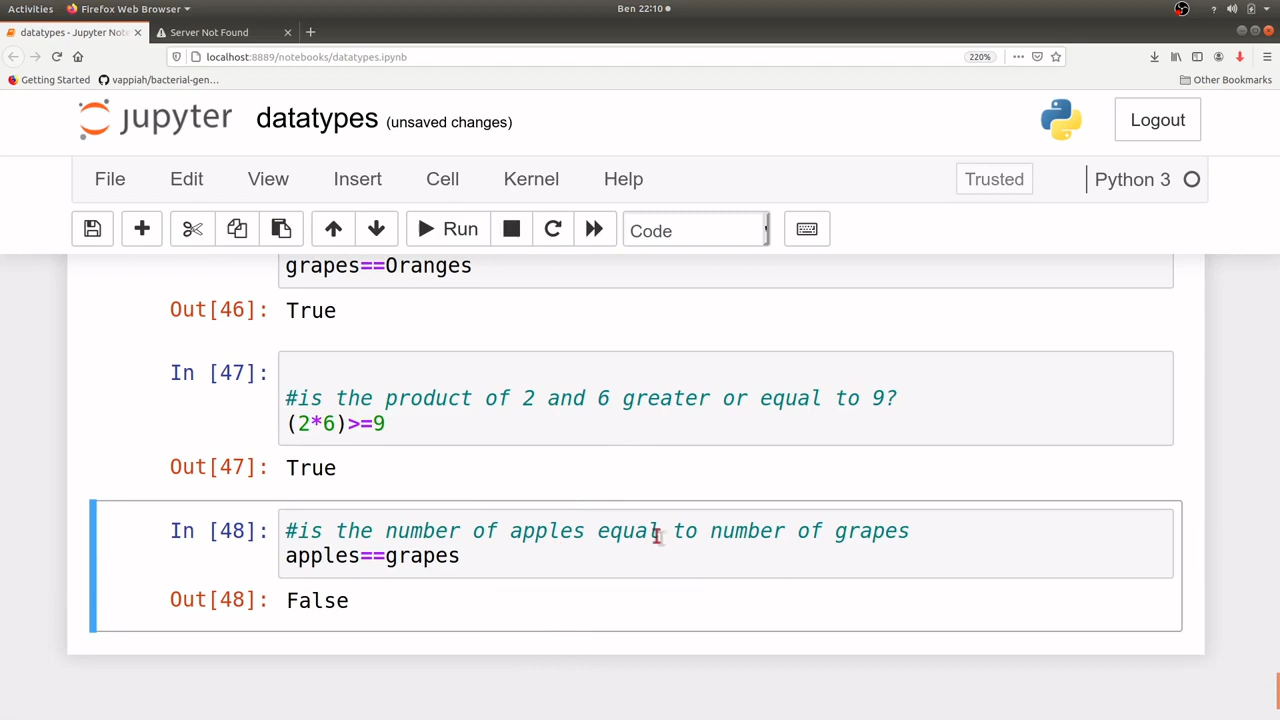 Activities Firefox Web Browser Ben 22:10
datatypes - Jupyter Note Server Not Found
localhost:8889/notebooks/datatypes.ipynb 220%
Getting Started vappiah/bacterial-gen... Other Bookmarks
jupyter datatypes (unsaved changes) Logout
File Edit View Insert Cell Kernel Help Trusted Python 3
Run Code
grapes==Oranges
Out[46]: True
In [47]:
#is the product of 2 and 6 greater or equal to 9?
(2*6)>=9
Out[47]: True
In [48]: #is the number of apples equal to number of grapes
apples==grapes
Out[48]: False